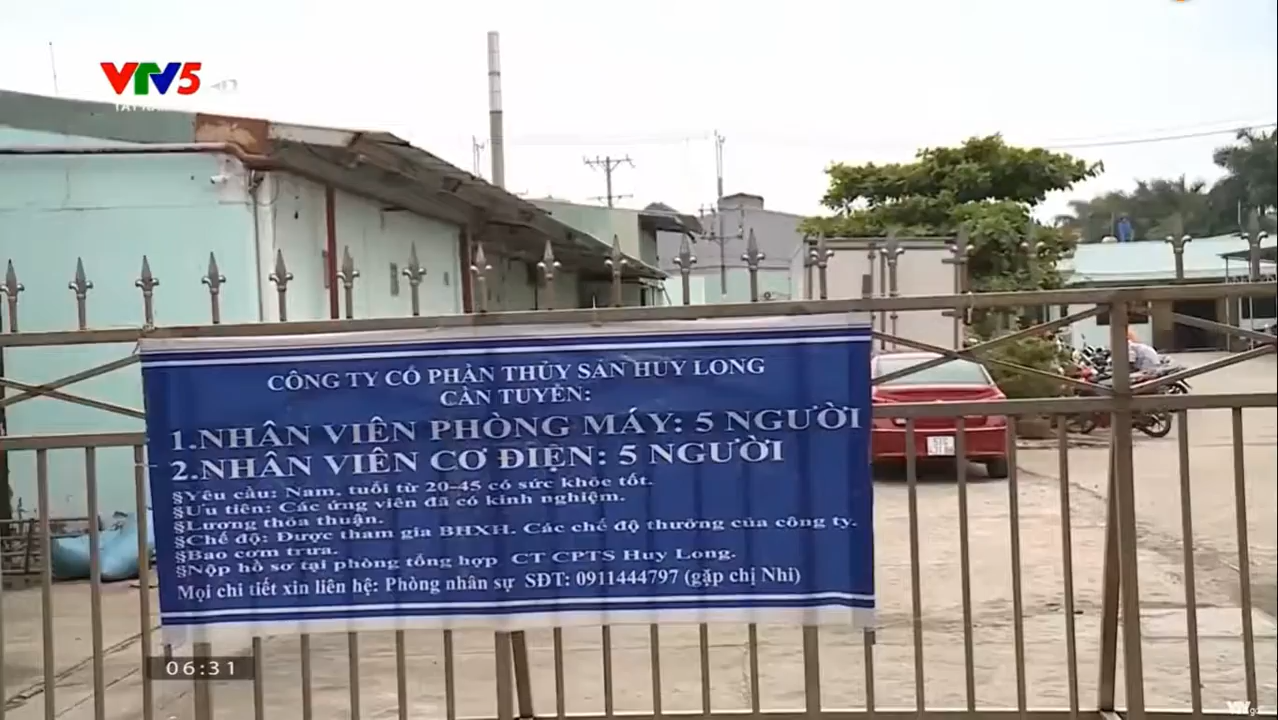 VTV5
CÔNG TY CỔ PHẦN THỦY SẢN HUY LONG
CẦN TUYỂN:
1.NHÂN VIÊN PHÒNG MÁY: 5 NGƯỜI
2.NHÂN VIÊN CƠ ĐIỆN: 5 NGƯỜI
§Yêu cầu: Nam, tuổi từ 20-45 có sức khỏe tốt.
§Ưu tiên: Các ứng viên đã có kinh nghiệm.
§Lương thỏa thuận.
§Chế độ: Được tham gia BHXH. Các chế độ thưởng của công ty.
§Bao cơm trưa.
§Nộp hồ sơ tại phòng tổng hợp CT CPTS Huy Long.
Mọi chi tiết xin liên hệ: Phòng nhân sự SĐT: 0911444797 (gặp chị Nhi)
06:31